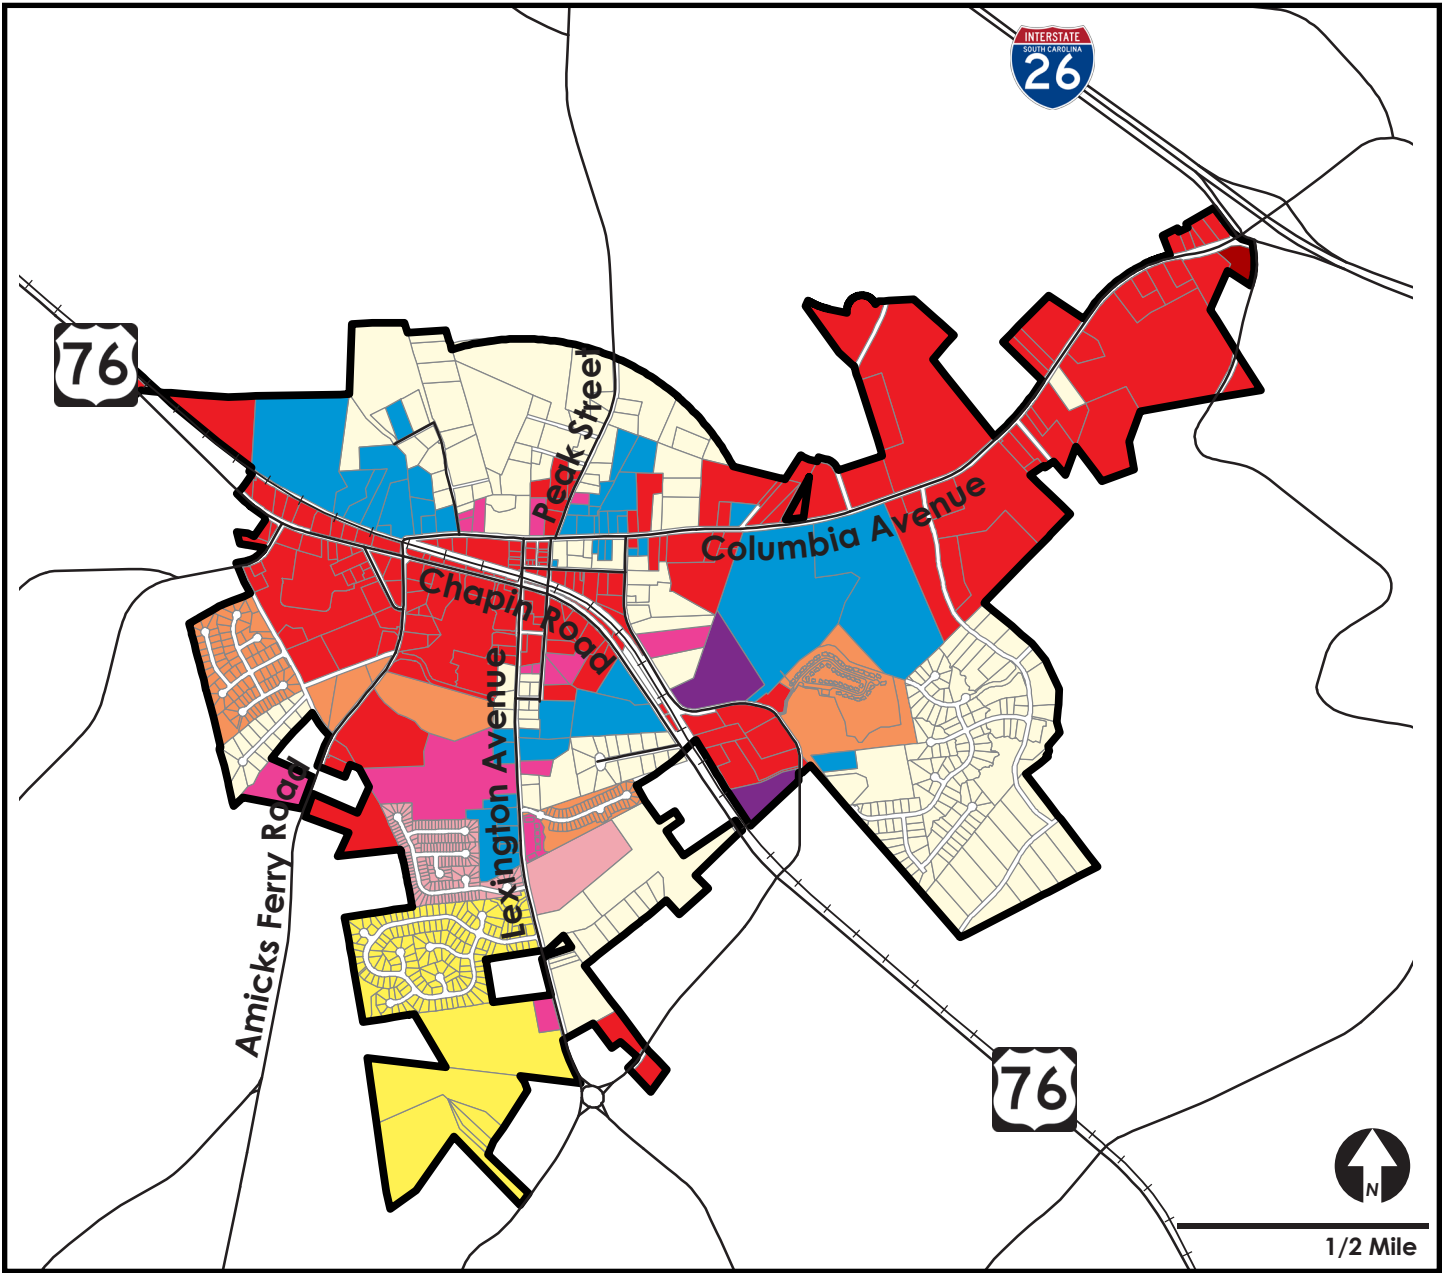 INTERSTATE
SOUTH CAROLINA
26
76
Peak Street
Columbia Avenue
Chapin Road
Lexington Avenue
Amicks Ferry Road
76
N
1/2 Mile